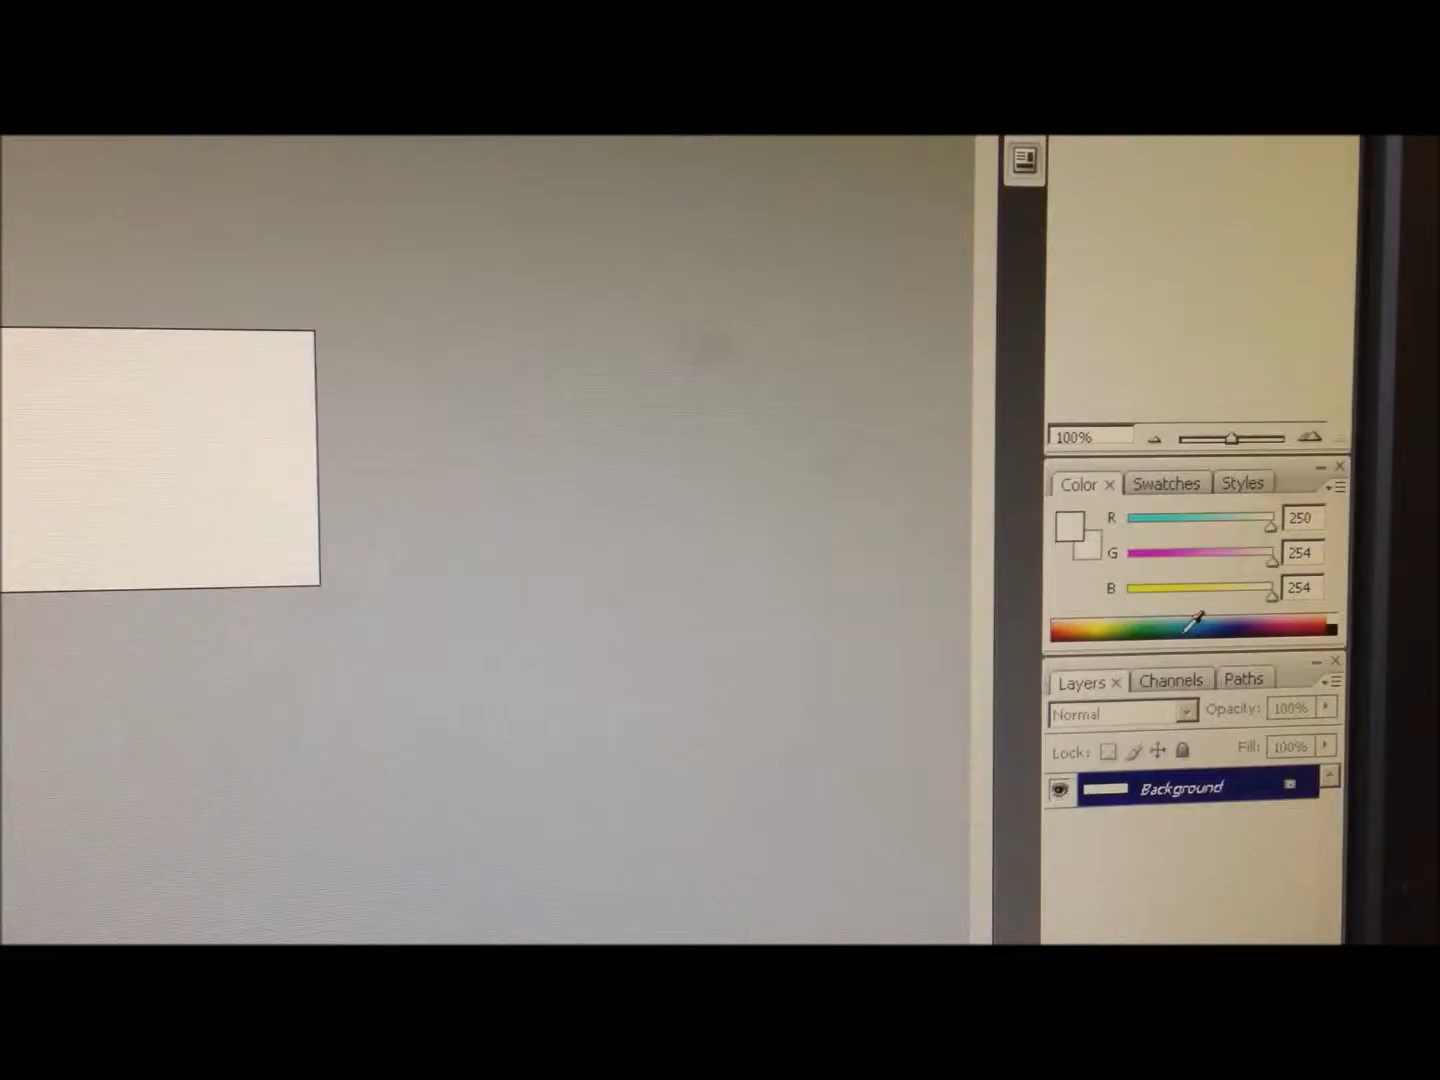 100%
Color Swatches Styles
R 250
G 254
B 254
Layers Channels Paths
Normal Opacity: 100%
Lock: Fill: 100%
Background